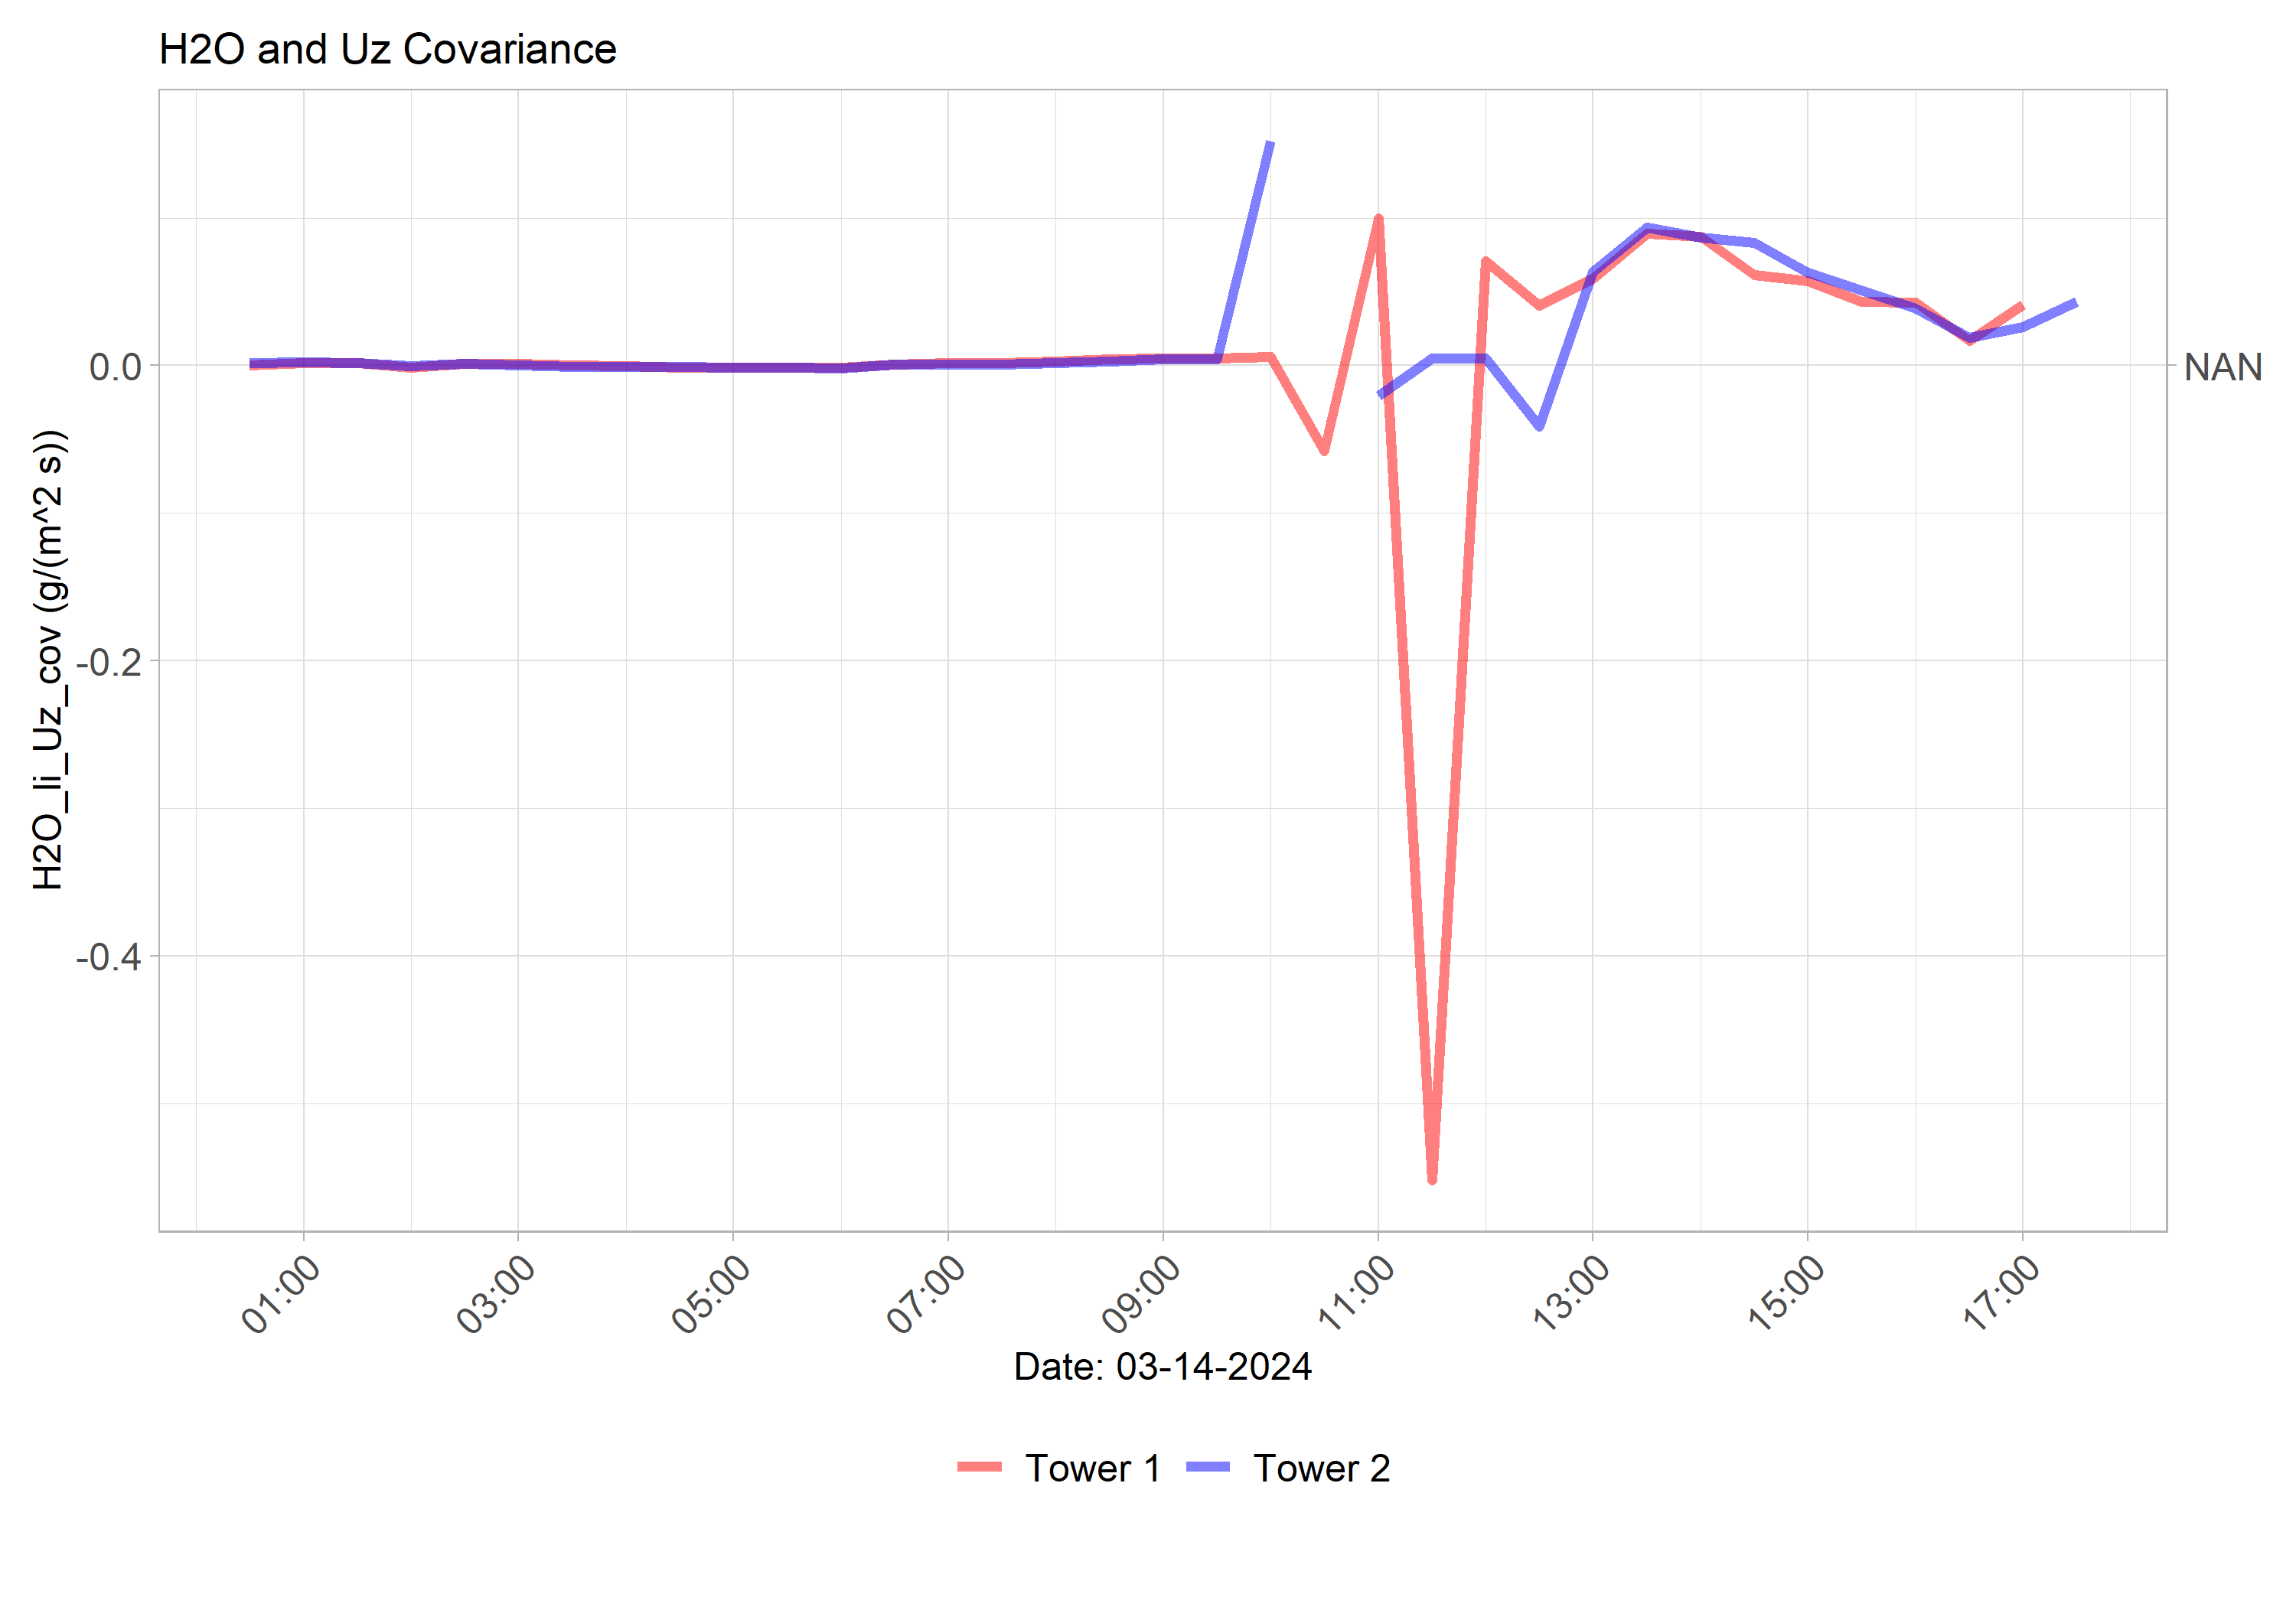 H2O and Uz Covariance
H2O_li_Uz_cov (g/(m^2 s))
0.0
-0.2
-0.4
NAN
01:00
03:00
05:00
07:00
09:00
11:00
13:00
15:00
17:00
Date: 03-14-2024
Tower 1
Tower 2